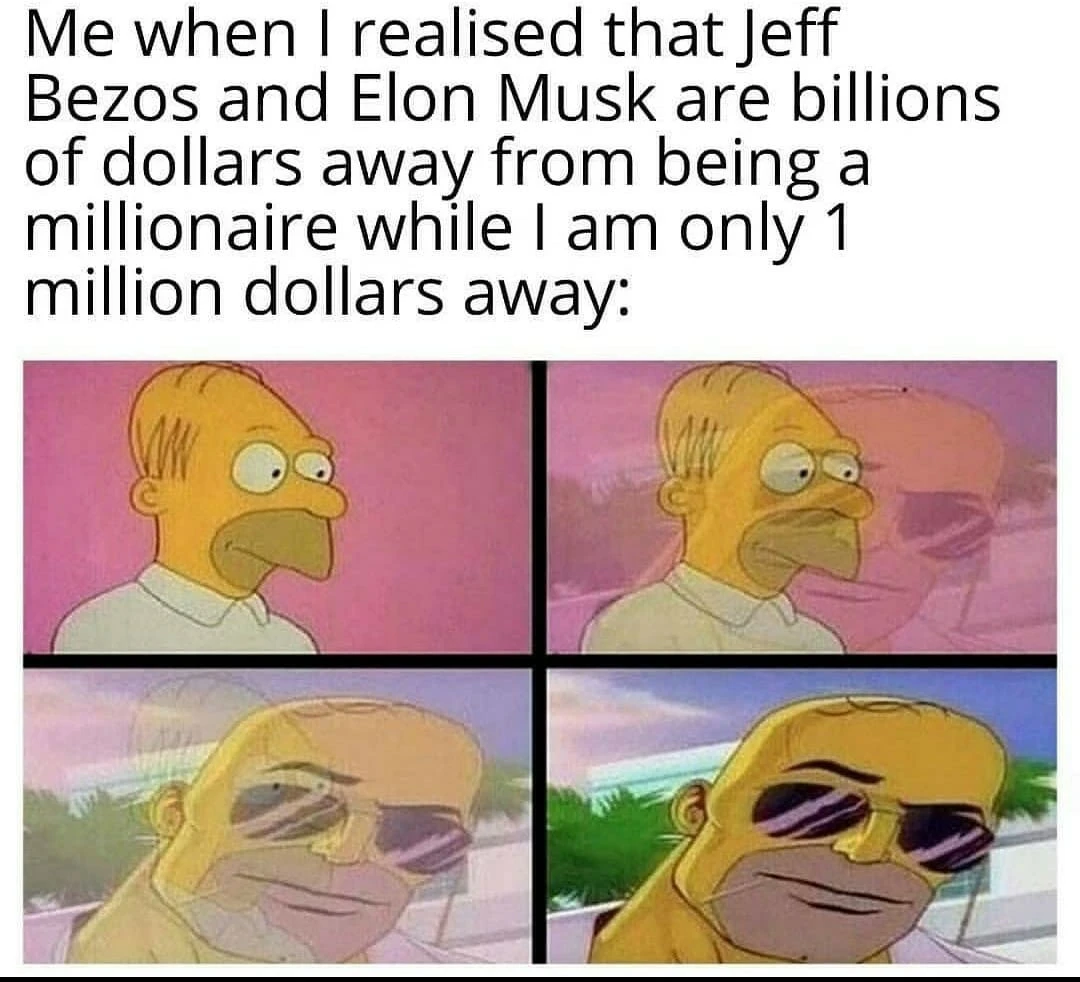 Me when I realised that Jeff
Bezos and Elon Musk are billions
of dollars away from being a
millionaire while I am only 1
million dollars away: